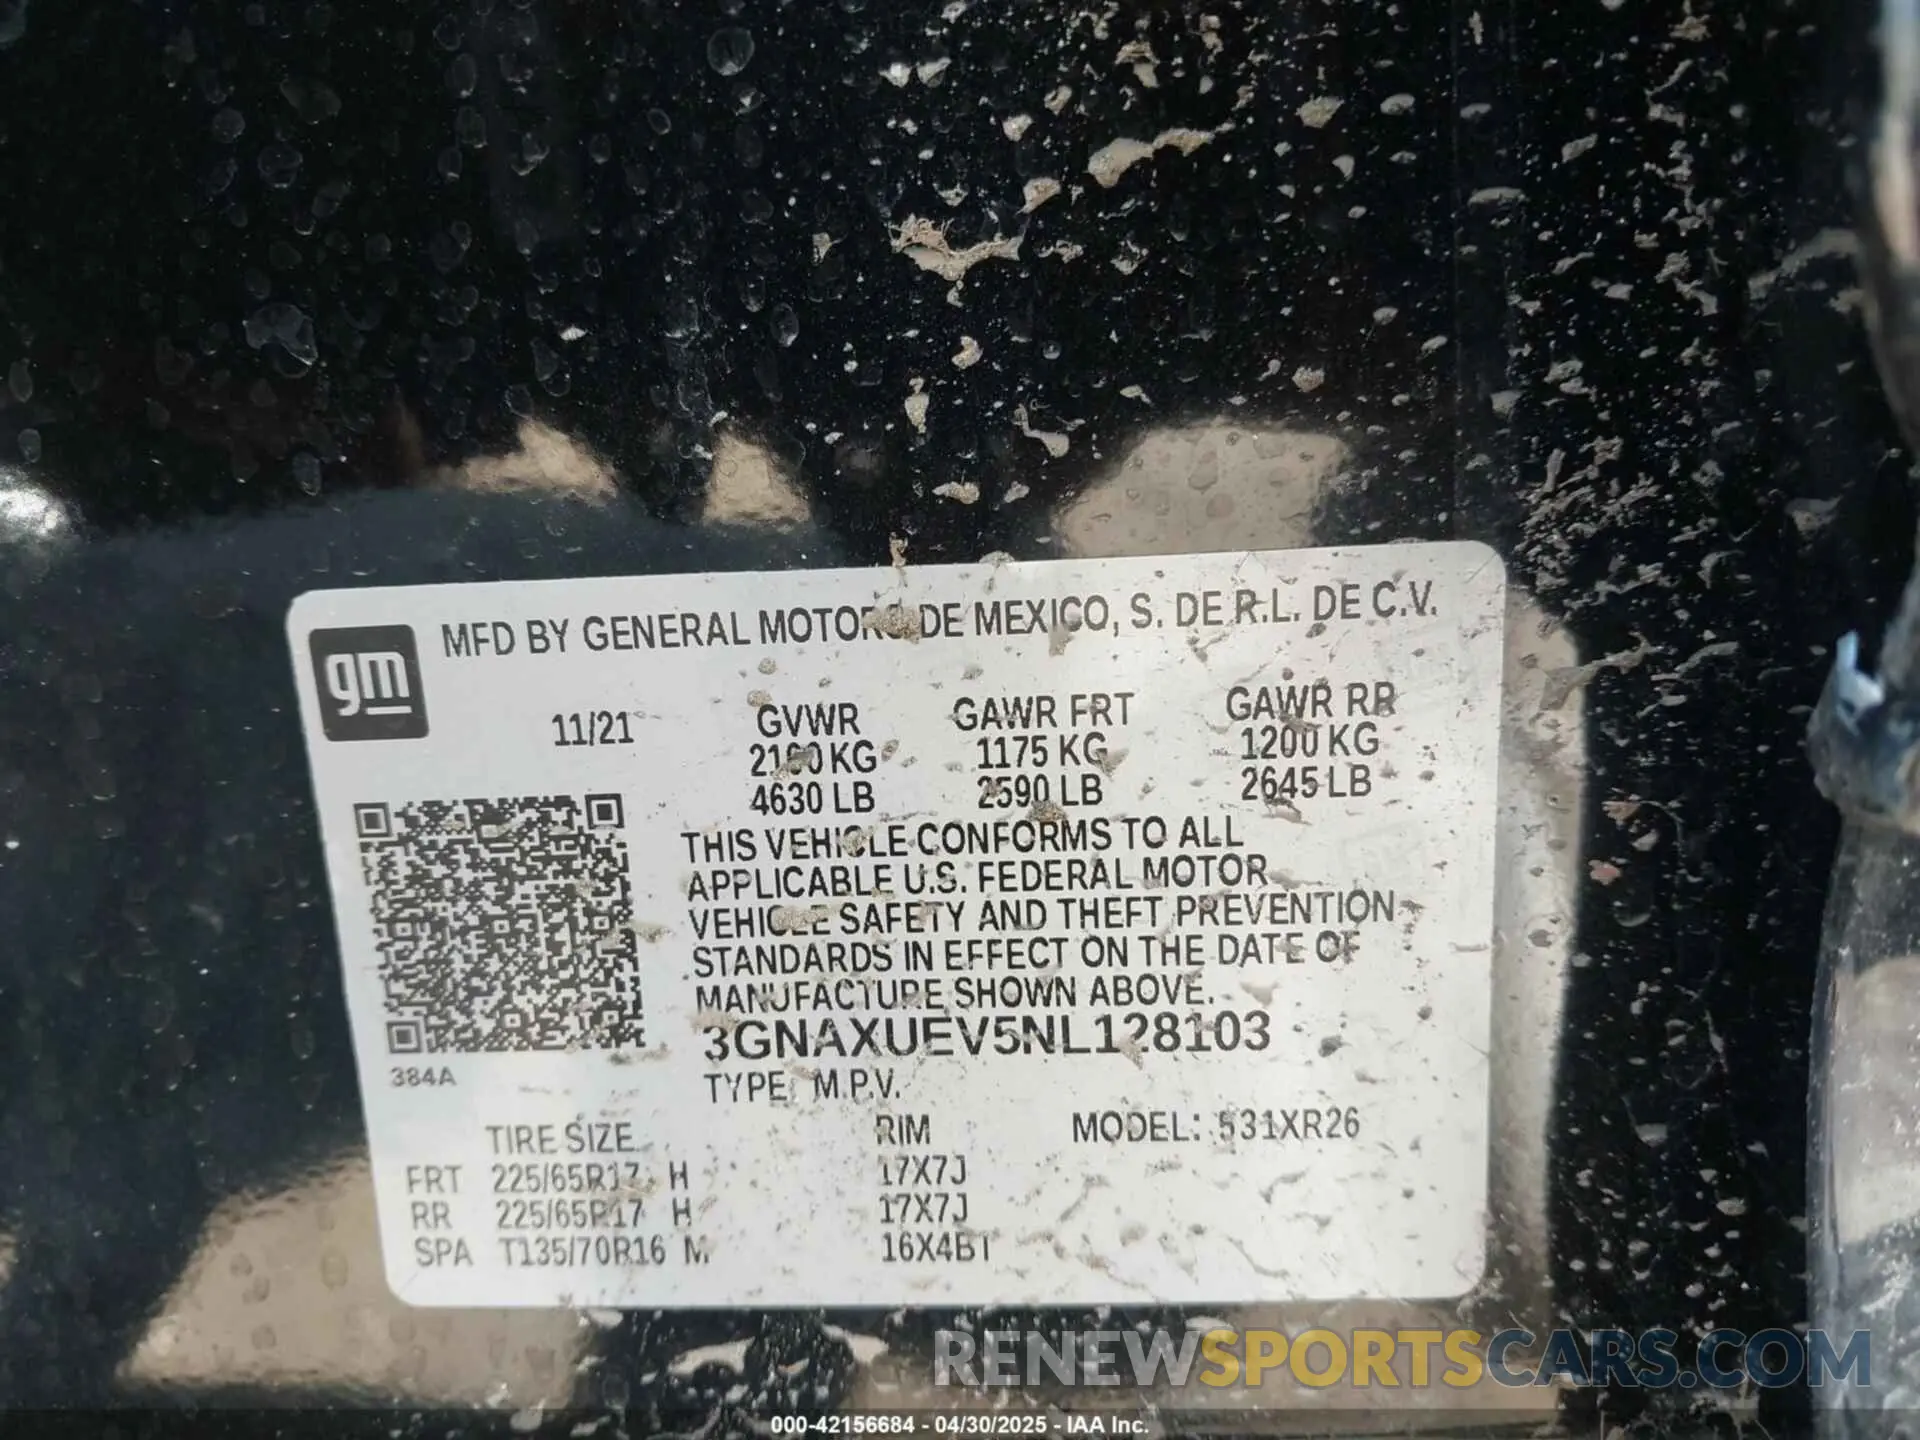 gm
MFD BY GENERAL MOTORS DE MEXICO, S. DE R.L. DE C.V.
11/21 GVWR GAWR FRT GAWR RR
2100 KG 1175 KG 1200 KG
4630 LB 2590 LB 2645 LB
THIS VEHICLE CONFORMS TO ALL
APPLICABLE U.S. FEDERAL MOTOR
VEHICLE SAFETY AND THEFT PREVENTION
STANDARDS IN EFFECT ON THE DATE OF
MANUFACTURE SHOWN ABOVE.
3GNAXUEV5NL128103
384A
TYPE: M.P.V.
TIRE SIZE RIM MODEL: 531XR26
FRT 225/65R17 H 17X7J
RR 225/65R17 H 17X7J
SPA T135/70R16 M 16X4BT
RENEWSPORTSCARS.COM
000-42156684 - 04/30/2025 - IAA Inc.